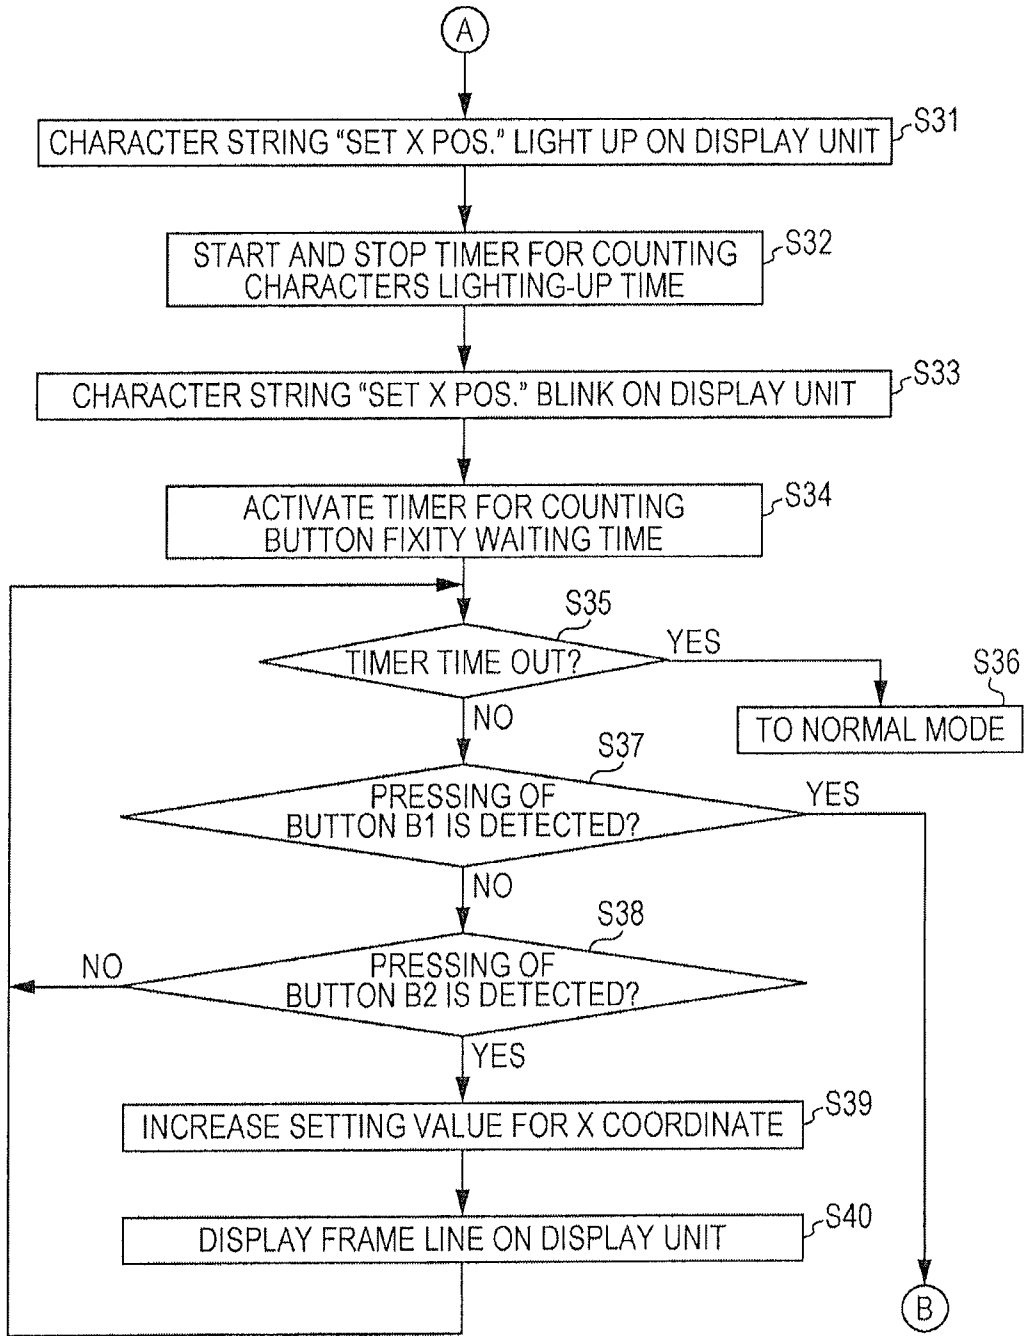 A
CHARACTER STRING “SET X POS.” LIGHT UP ON DISPLAY UNIT
S31
START AND STOP TIMER FOR COUNTING
CHARACTERS LIGHTING-UP TIME
S32
CHARACTER STRING “SET X POS.” BLINK ON DISPLAY UNIT
S33
ACTIVATE TIMER FOR COUNTING
BUTTON FIXITY WAITING TIME
S34
S35
TIMER TIME OUT?
YES
S36
TO NORMAL MODE
NO
S37
PRESSING OF
BUTTON B1 IS DETECTED?
YES
NO
S38
PRESSING OF
BUTTON B2 IS DETECTED?
NO
YES
INCREASE SETTING VALUE FOR X COORDINATE
S39
DISPLAY FRAME LINE ON DISPLAY UNIT
S40
B